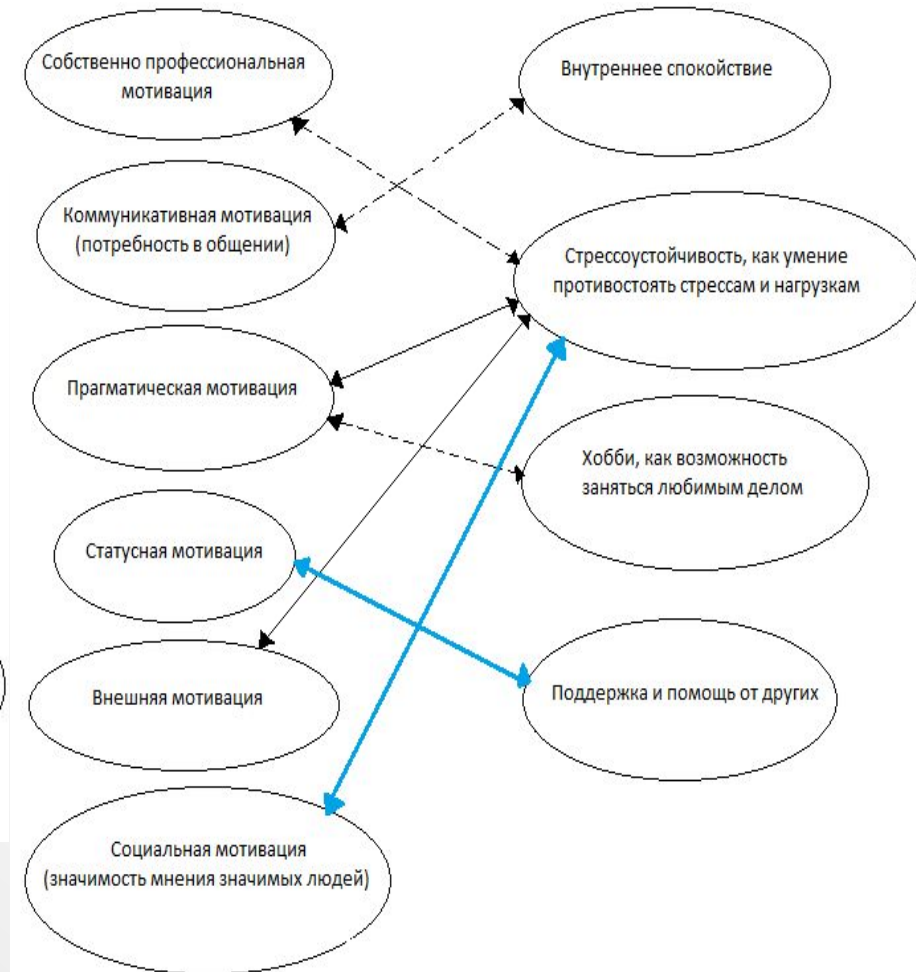 Собственно профессиональная
мотивация
Внутреннее спокойствие
Коммуникативная мотивация
(потребность в общении)
Стрессоустойчивость, как умение
противостоять стрессам и нагрузкам
Прагматическая мотивация
Хобби, как возможность
заняться любимым делом
Статусная мотивация
Внешная мотивация
Поддержка и помощь от других
Социальная мотивация
(значимость мнения значимых людей)